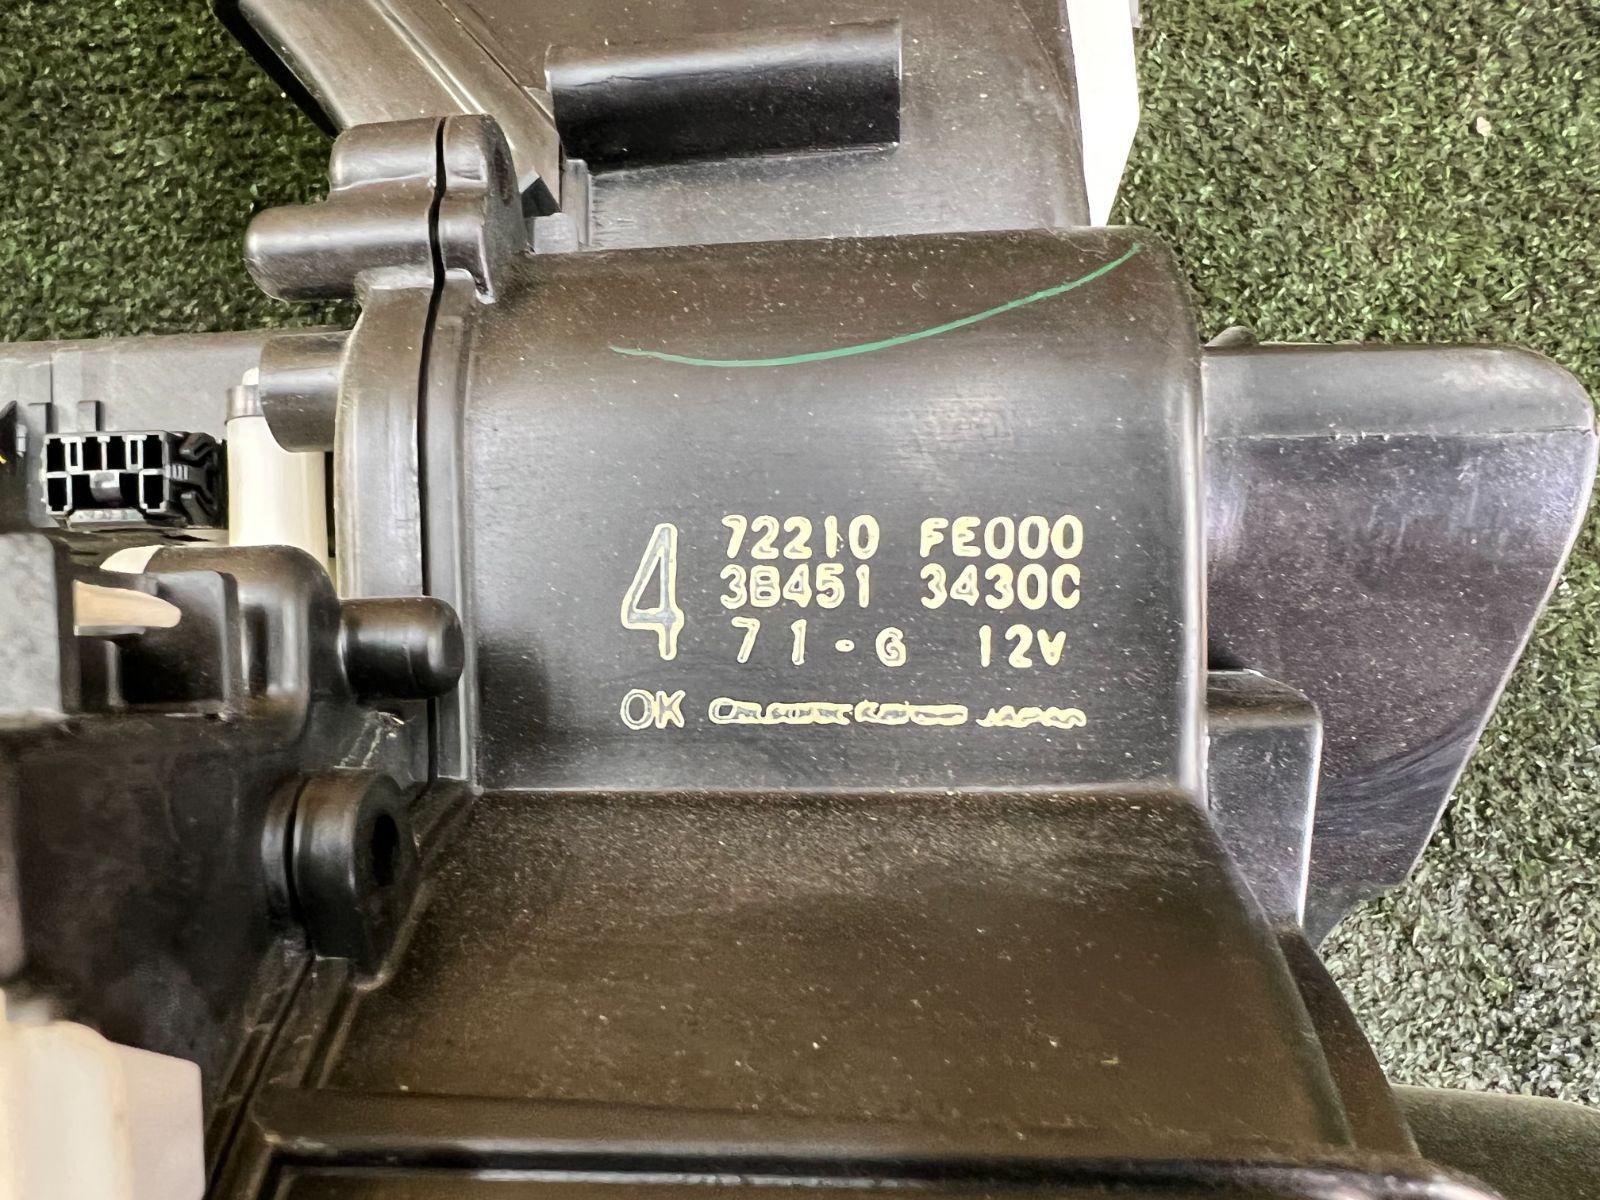 4
72210 FE000
3B451 3430C
71-G 12V
OK JAPAN